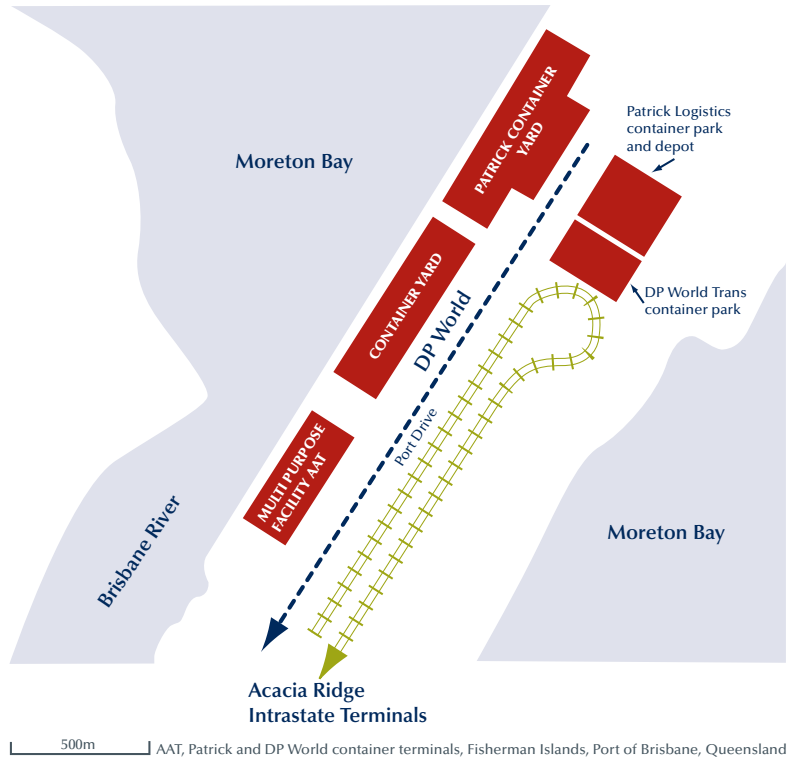 PATRICK CONTAINER
YARD
Patrick Logistics
container park
and depot
Moreton Bay
CONTAINER YARD
DP World
DP World Trans
container park
Port Drive
MULTI PURPOSE
FACILITY AAT
Brisbane River
Moreton Bay
Acacia Ridge
Intrastate Terminals
500m
AAT, Patrick and DP World container terminals, Fisherman Islands, Port of Brisbane, Queensland